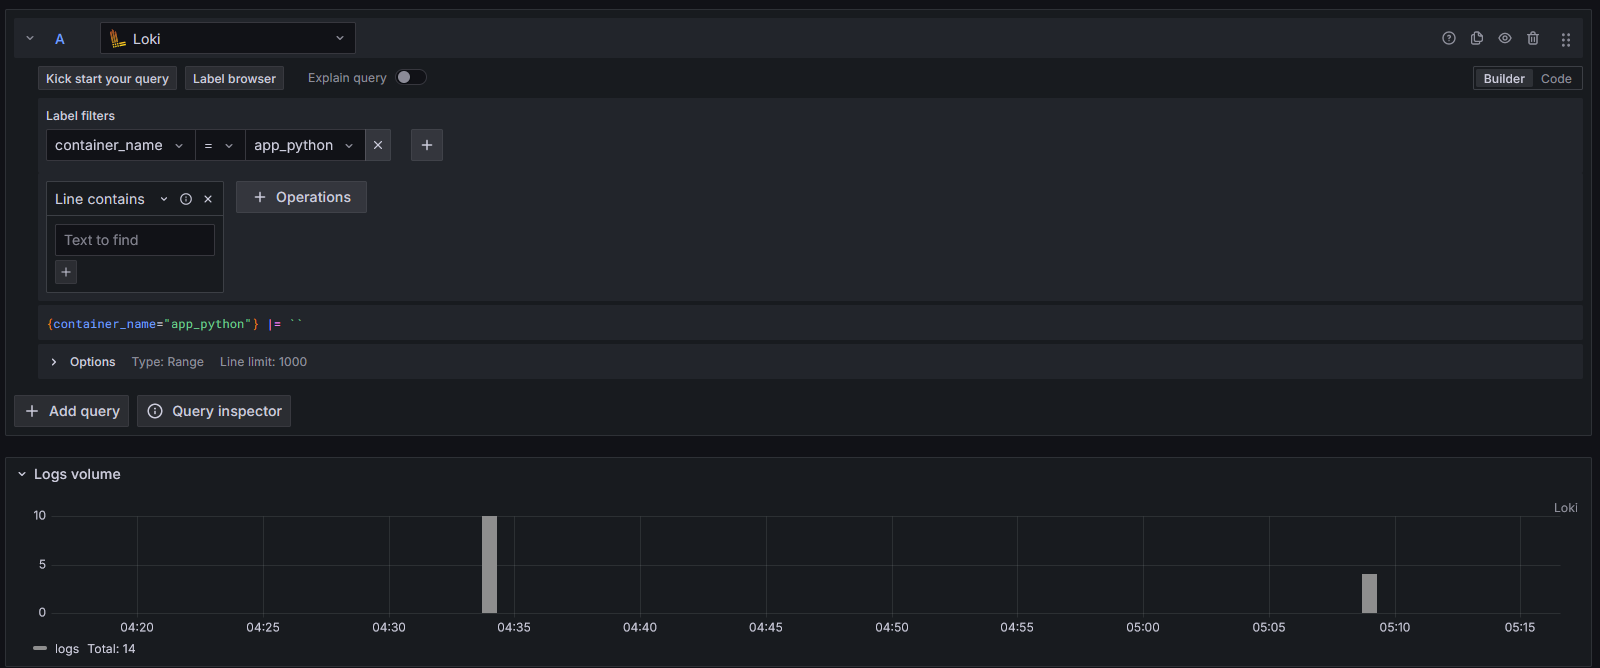 A Loki
Kick start your query Label browser Explain query Builder Code
Label filters
container_name = app_python
Line contains + Operations
Text to find
+
{container_name="app_python"} |= ``
Options Type: Range Line limit: 1000
+ Add query Query inspector
Logs volume
Loki
10
5
0
04:20 04:25 04:30 04:35 04:40 04:45 04:50 04:55 05:00 05:05 05:10 05:15
logs Total: 14